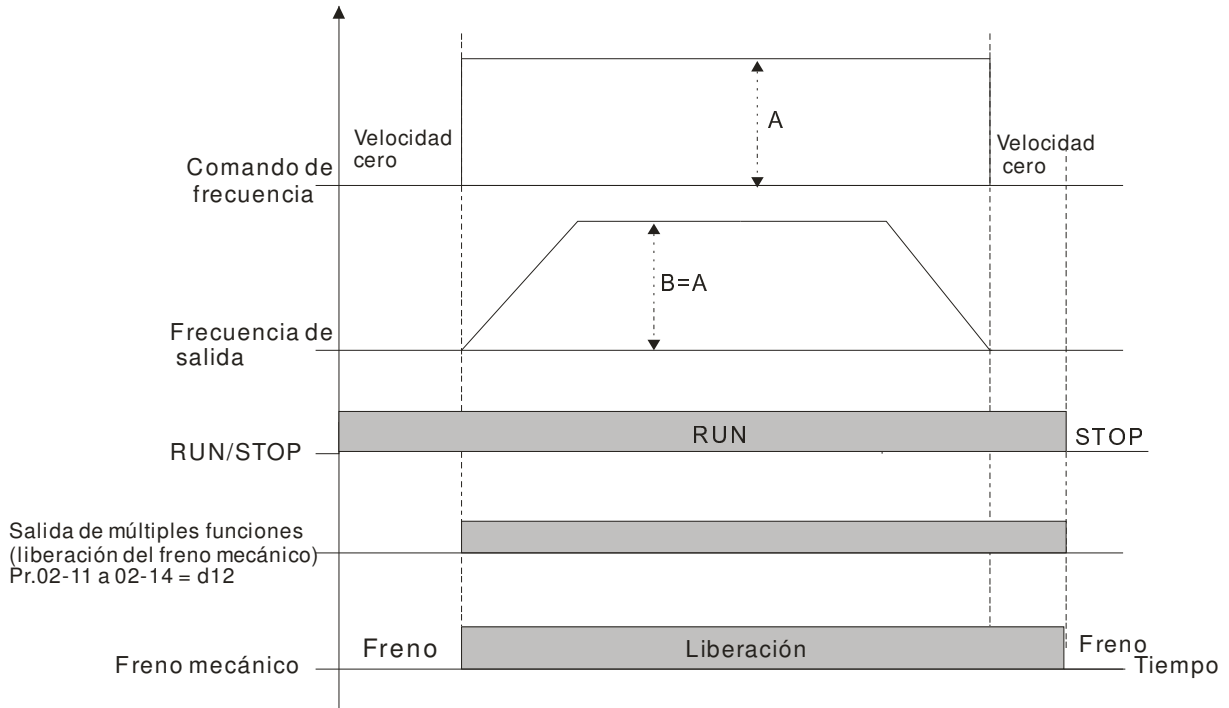 A
Velocidad
cero
Velocidad
cero
Comando de
frecuencia
B=A
Frecuencia de
salida
RUN
STOP
RUN/STOP
Salida de múltiples funciones
(liberación del freno mecánico)
Pr.02-11 a 02-14 = d12
Freno
Liberación
Freno
Freno mecánico
Tiempo